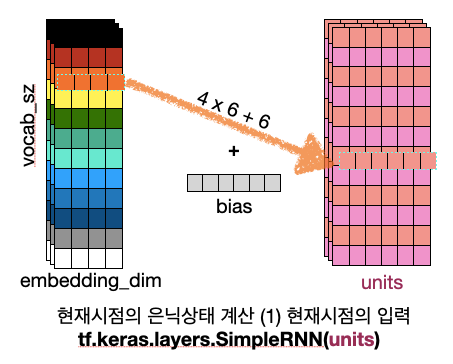 vocab_sz
4 x 6 + 6
+
bias
embedding_dim
units
현재시점의 은닉상태 계산 (1) 현재시점의 입력
tf.keras.layers.SimpleRNN(units)